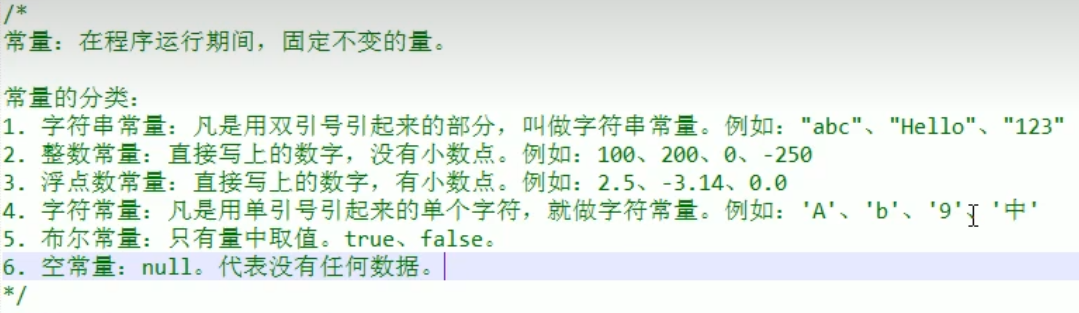 /*
常量：在程序运行期间，固定不变的量。
常量的分类：
1. 字符串常量：凡是用双引号引起来的部分，叫做字符串常量。例如："abc"、"Hello"、"123"
2. 整数常量：直接写上的数字，没有小数点。例如：100、200、0、-250
3. 浮点数常量：直接写上的数字，有小数点。例如：2.5、-3.14、0.0
4. 字符常量：凡是用单引号引起来的单个字符，就做字符常量。例如：'A'、'b'、'9'、'中'
5. 布尔常量：只有量中取值。true、false。
6. 空常量：null。代表没有任何数据。
*/